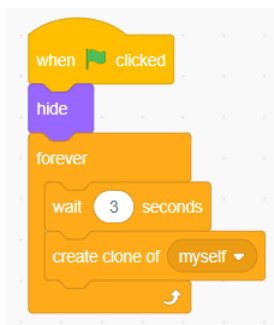 when clicked
hide
forever
wait 3 seconds
create clone of myself